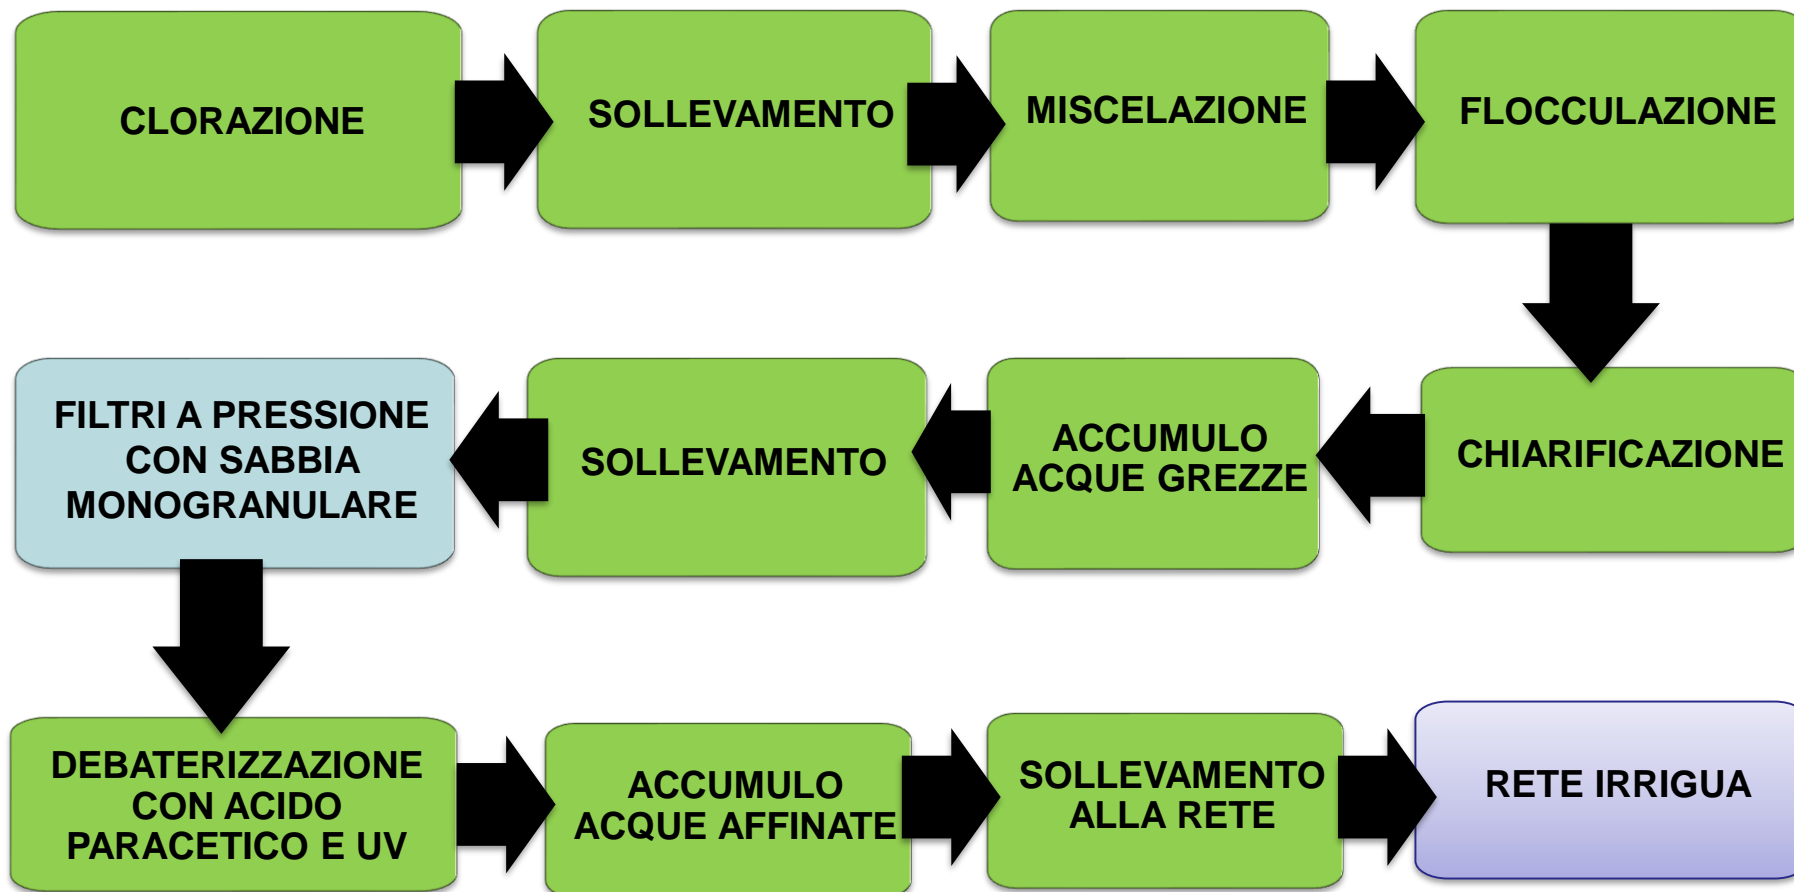 CLORAZIONE
SOLLEVAMENTO
MISCELAZIONE
FLOCCULAZIONE
FILTRI A PRESSIONE
CON SABBIA
MONOGRANULARE
SOLLEVAMENTO
ACCUMULO
ACQUE GREZZE
CHIARIFICAZIONE
DEBATERIZZAZIONE
CON ACIDO
PARACETICO E UV
ACCUMULO
ACQUE AFFINATE
SOLLEVAMENTO
ALLA RETE
RETE IRRIGUA